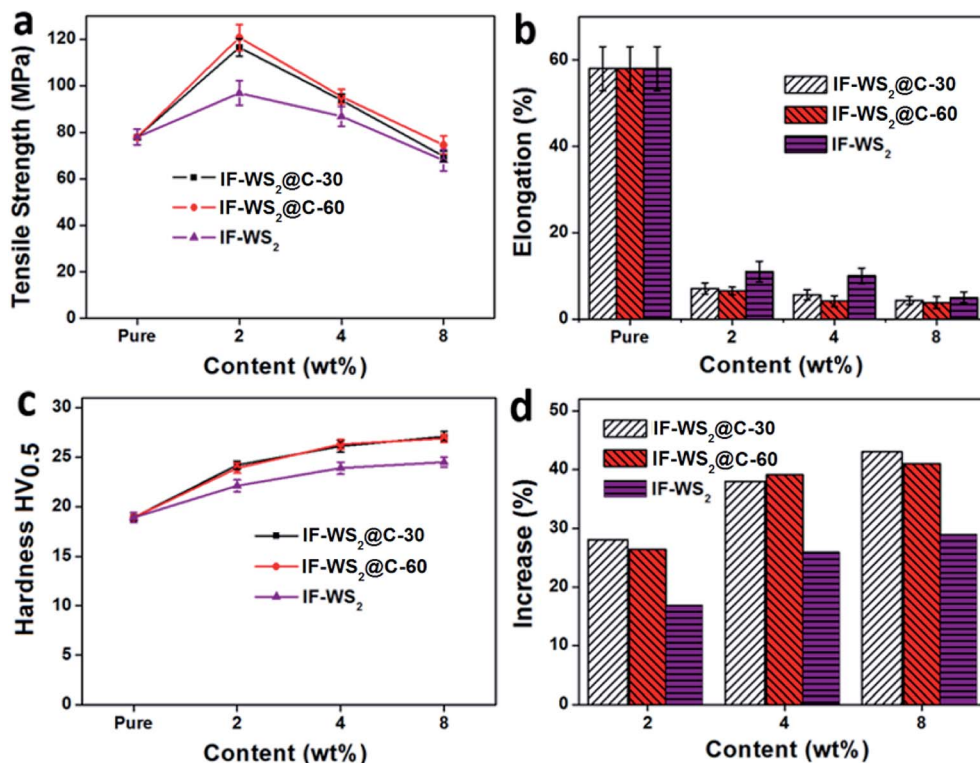 a
Tensile Strength (MPa)
120
100
80
60
40
20
0
IF-WS₂@C-30
IF-WS₂@C-60
IF-WS₂
Pure 2 4 8
Content (wt%)
b
Elongation (%)
60
40
20
0
IF-WS₂@C-30
IF-WS₂@C-60
IF-WS₂
Pure 2 4 8
Content (wt%)
c
Hardness HV0.5
30
25
20
15
10
5
0
IF-WS₂@C-30
IF-WS₂@C-60
IF-WS₂
Pure 2 4 8
Content (wt%)
d
Increase (%)
50
40
30
20
10
0
IF-WS₂@C-30
IF-WS₂@C-60
IF-WS₂
2 4 8
Content (wt%)